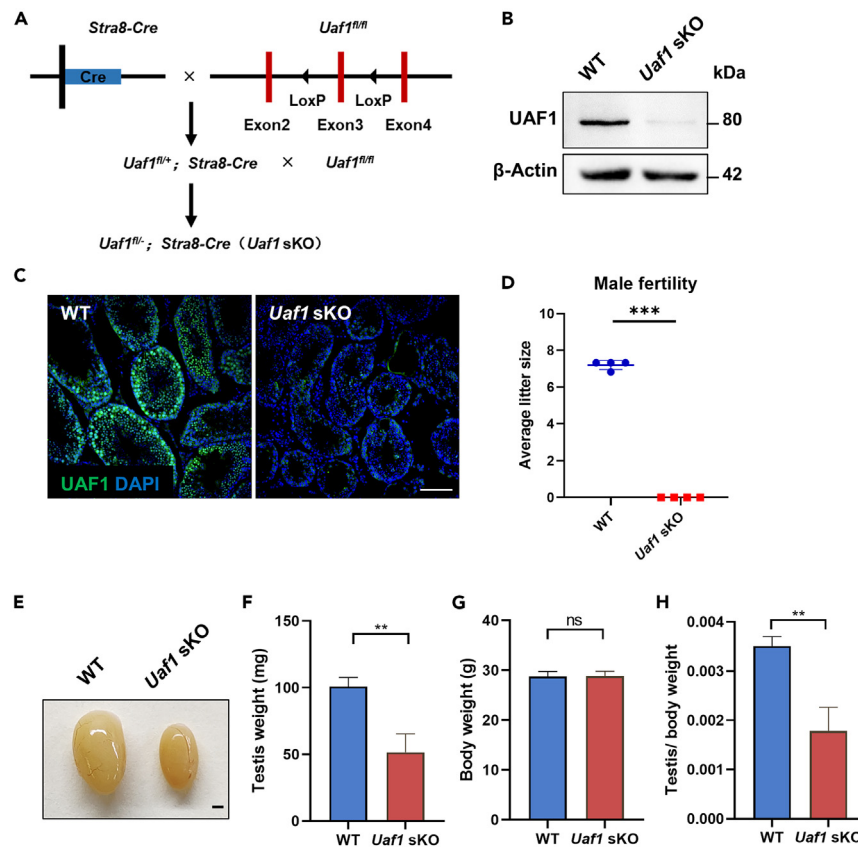 A
Stra8-Cre
Uaf1fl/fl
Cre
×
LoxP
LoxP
Exon2
Exon3
Exon4
Uaf1fl/+; Stra8-Cre × Uaf1fl/fl
Uaf1fl/-; Stra8-Cre (Uaf1 sKO)
B
WT
Uaf1 sKO
kDa
UAF1
80
β-Actin
42
C
WT
Uaf1 sKO
UAF1 DAPI
D
Male fertility
***
Average litter size
10
8
6
4
2
0
WT
Uaf1 sKO
E
WT
Uaf1 sKO
F
**
Testis weight (mg)
150
100
50
0
WT
Uaf1 sKO
G
ns
Body weight (g)
40
30
20
10
0
WT
Uaf1 sKO
H
**
Testis/ body weight
0.004
0.003
0.002
0.001
0.000
WT
Uaf1 sKO